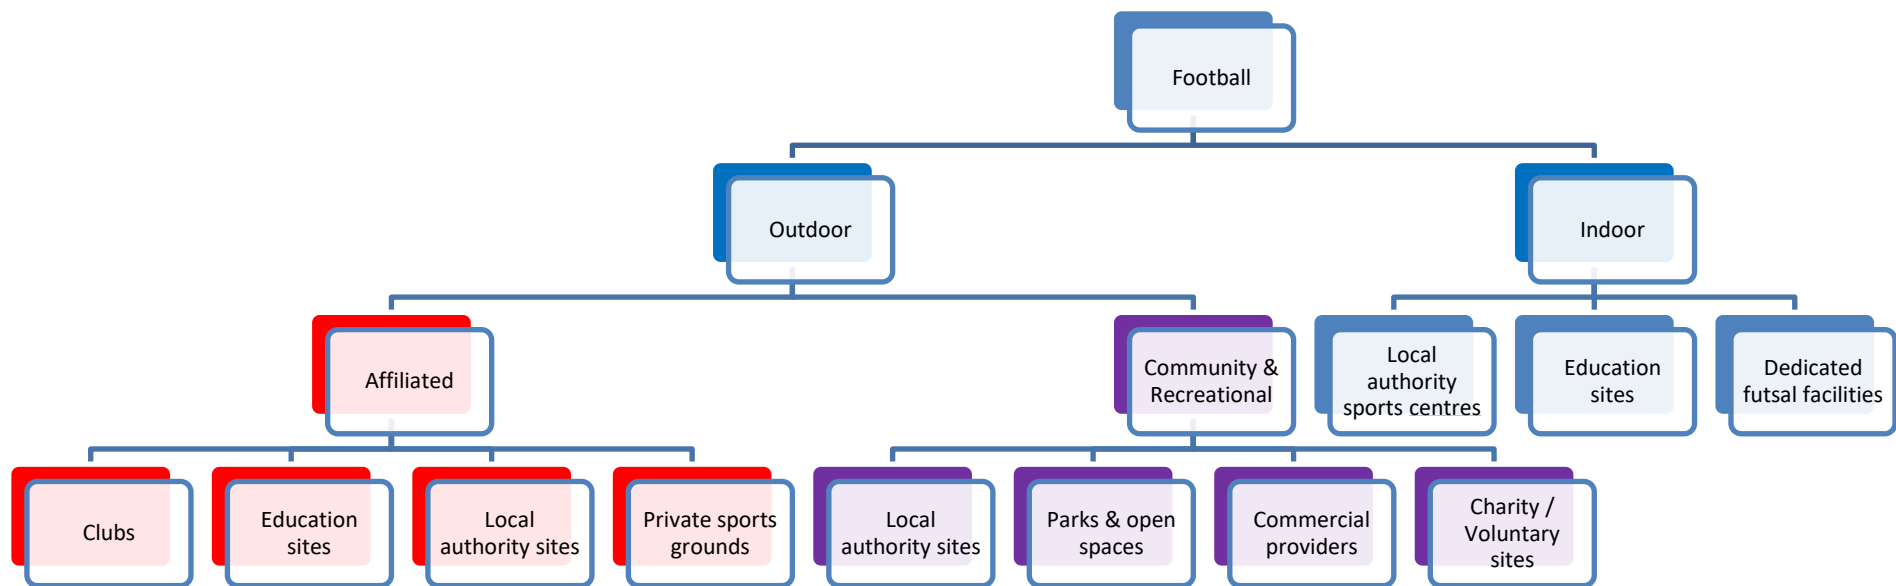 Football
Outdoor
Indoor
Affiliated
Community &
Recreational
Local
authority
sports centres
Education
sites
Dedicated
futsal facilities
Clubs
Education
sites
Local
authority sites
Private sports
grounds
Local
authority sites
Parks & open
spaces
Commercial
providers
Charity /
Voluntary
sites